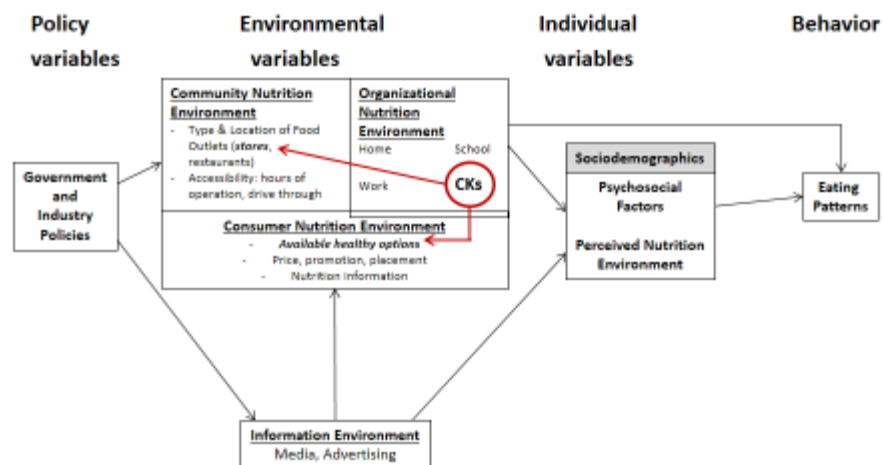 Policy
variables
Environmental
variables
Individual
variables
Behavior
Community Nutrition
Environment
- Type & Location of Food
Outlets (stores,
restaurants)
- Accessibility: hours of
operation, drive through
Organizational
Nutrition
Environment
Home School
Work CKs
Consumer Nutrition Environment
- Available healthy options
- Price, promotion, placement
- Nutrition information
Government
and
Industry
Policies
Sociodemographics
Psychosocial
Factors
Perceived Nutrition
Environment
Eating
Patterns
Information Environment
Media, Advertising